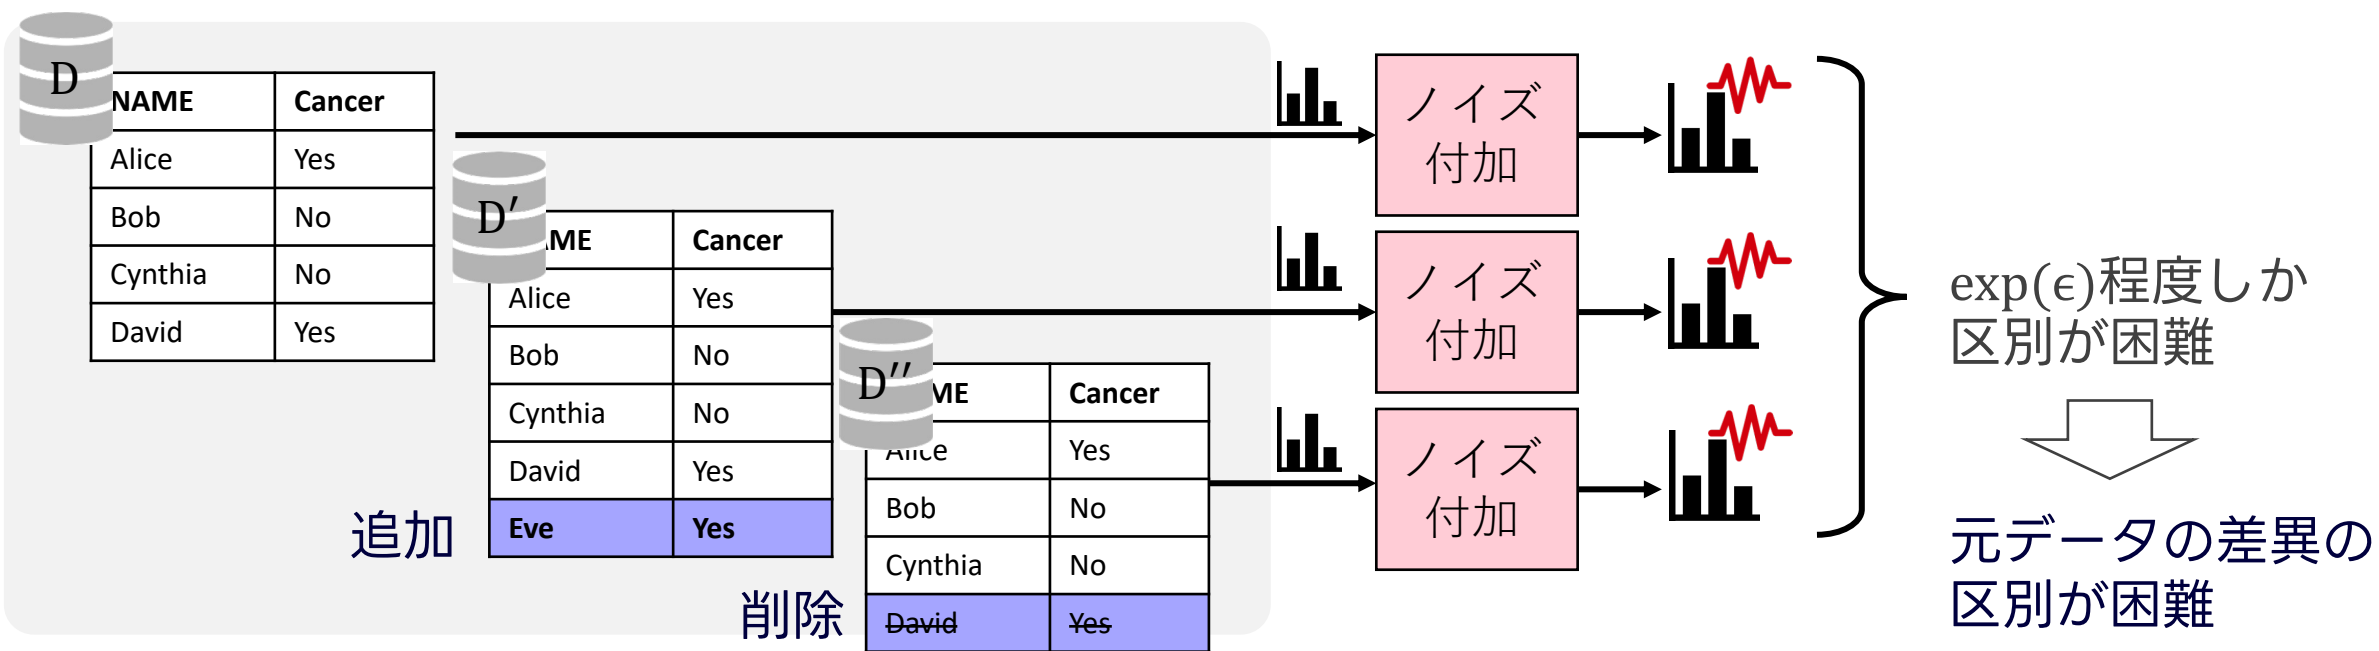 D
NAME Cancer
Alice Yes
Bob No
Cynthia No
David Yes
D′
AME Cancer
Alice Yes
Bob No
Cynthia No
David Yes
Eve Yes
追加
D′′
ME Cancer
Alice Yes
Bob No
Cynthia No
David Yes
削除
ノイズ
付加
ノイズ
付加
ノイズ
付加
exp(ϵ)程度しか
区別が困難
元データの差異の
区別が困難